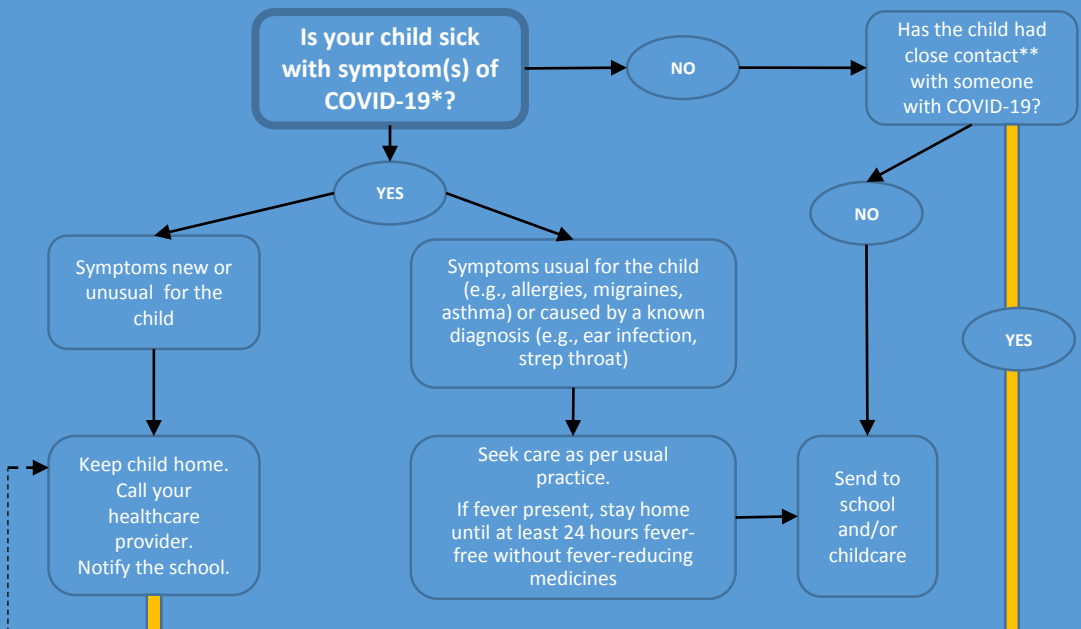 Is your child sick
with symptom(s) of
COVID-19*?
NO
Has the child had
close contact**
with someone
with COVID-19?
YES
NO
Symptoms new or
unusual for the
child
Symptoms usual for the child
(e.g., allergies, migraines,
asthma) or caused by a known
diagnosis (e.g., ear infection,
strep throat)
YES
Keep child home.
Call your
healthcare
provider.
Notify the school.
Seek care as per usual
practice.
If fever present, stay home
until at least 24 hours fever-
free without fever-reducing
medicines
Send to
school
and/or
childcare